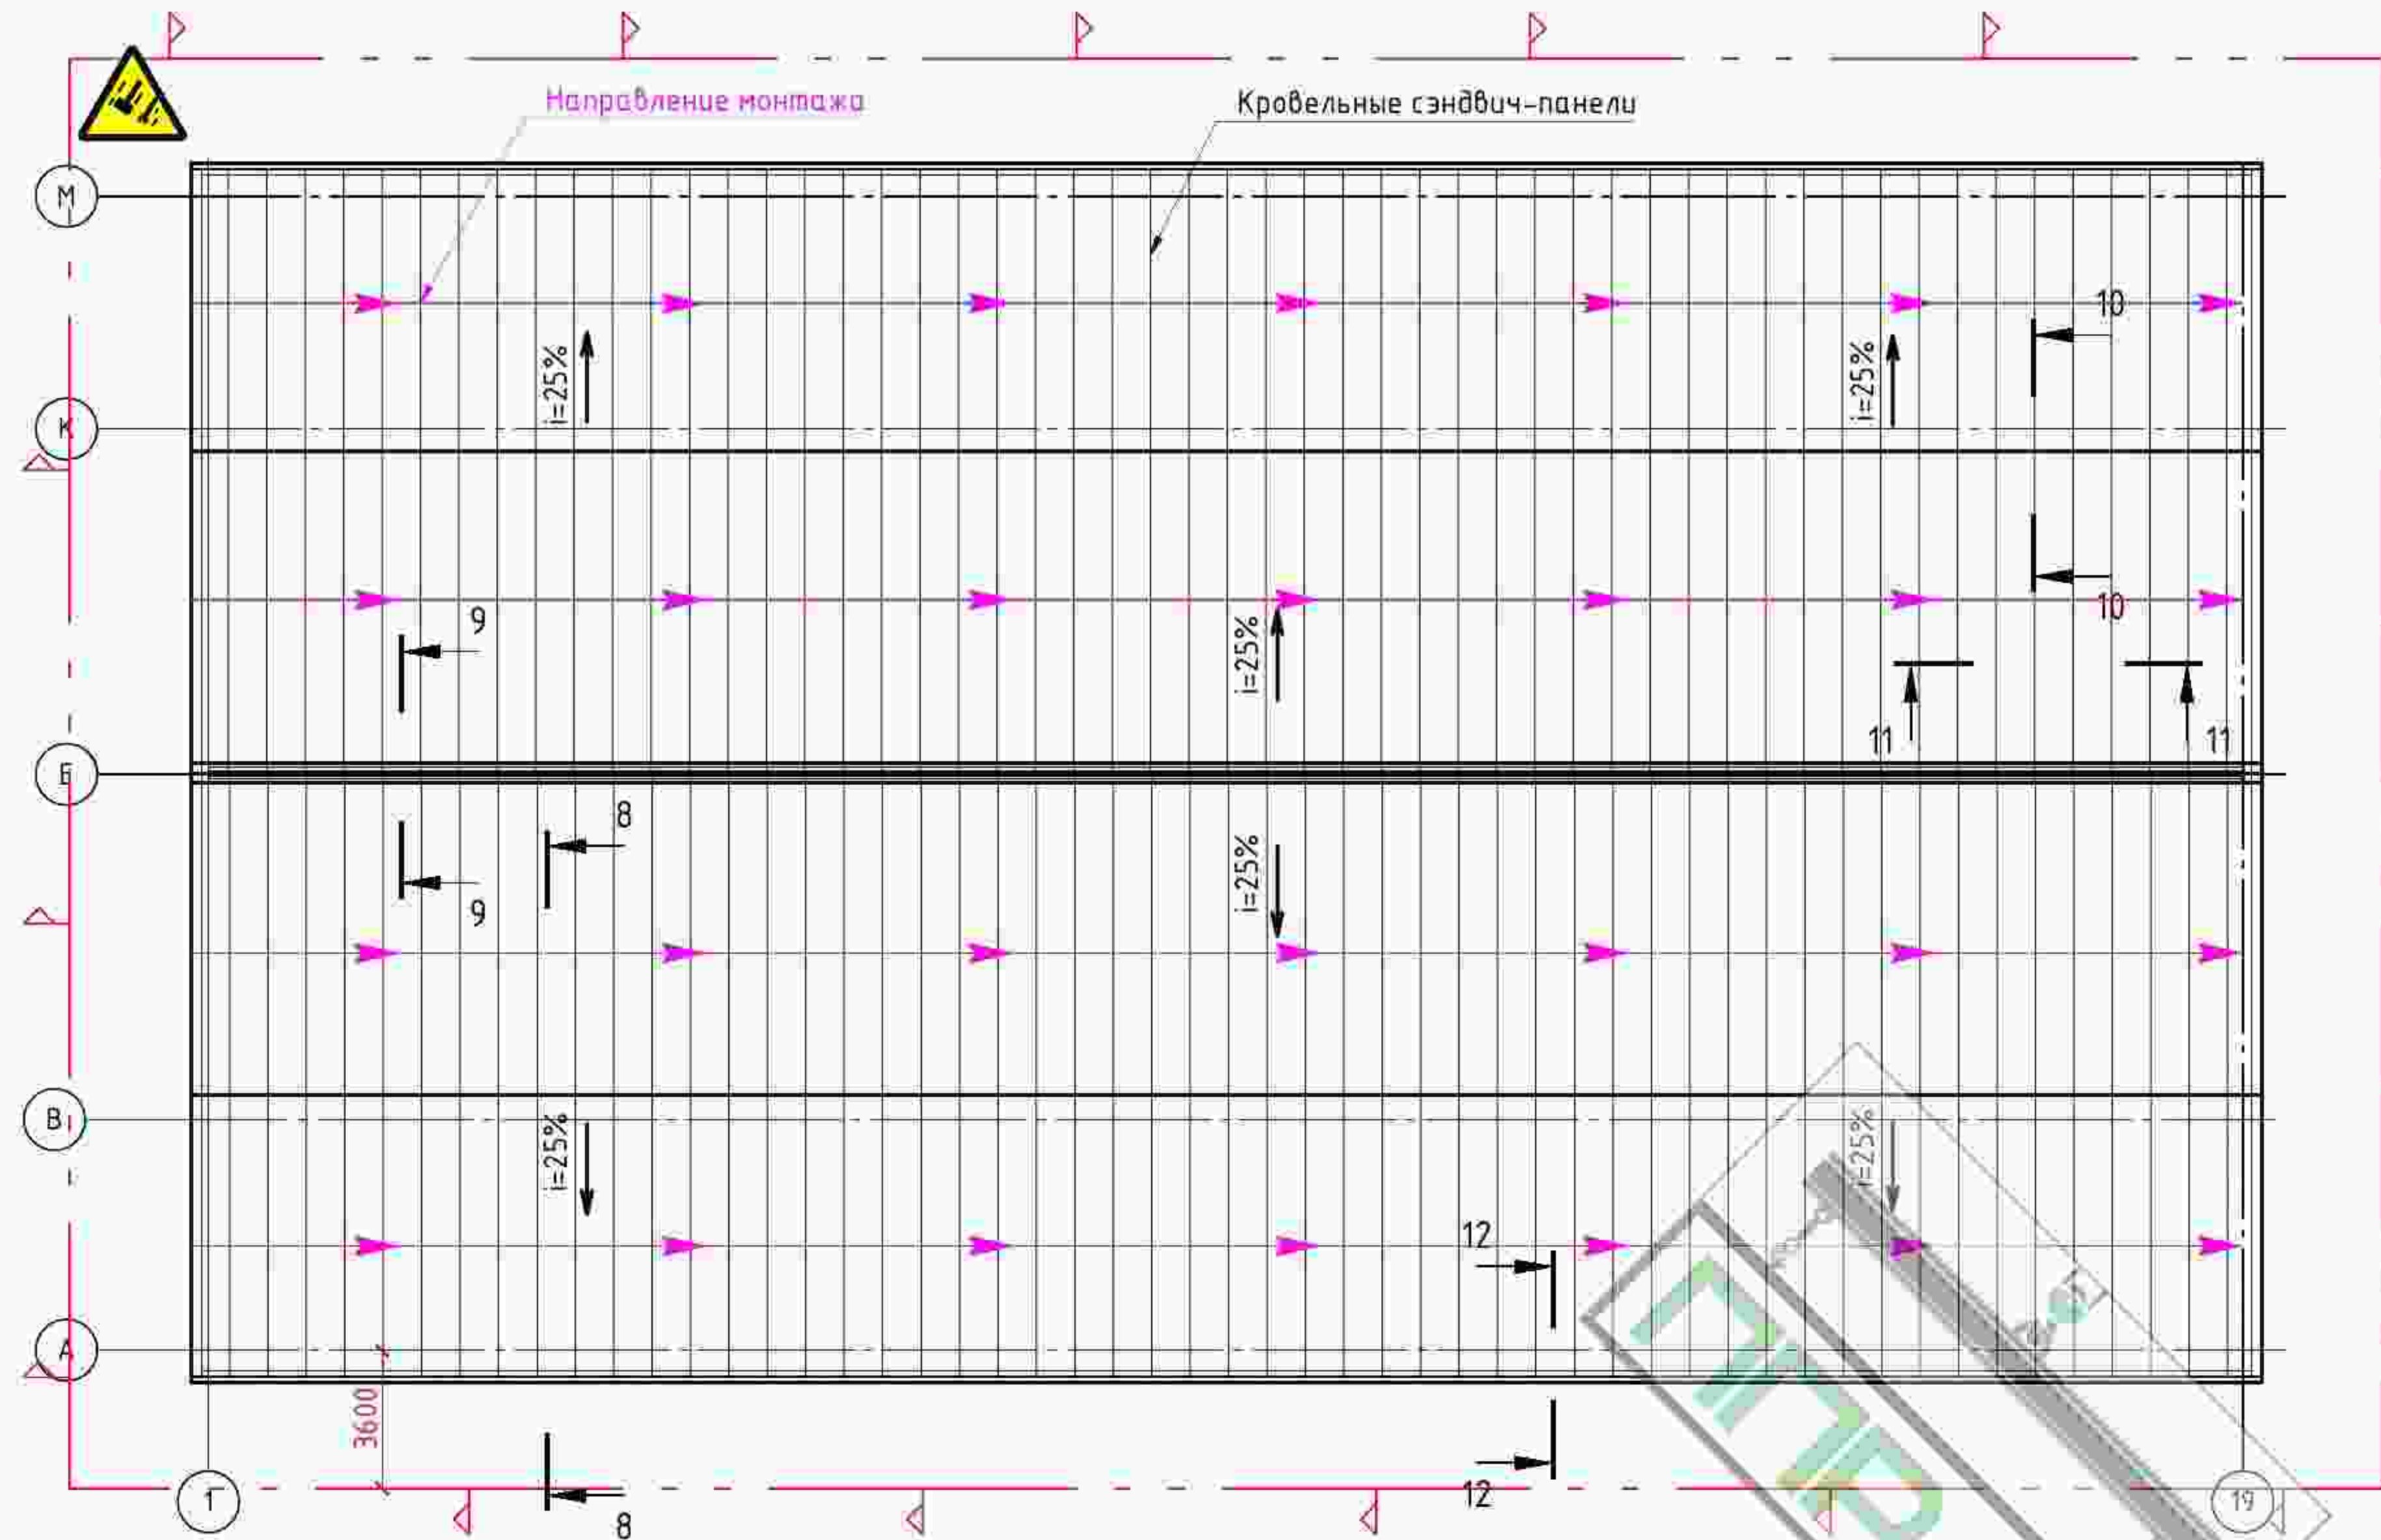 Направление монтажа
Кровельные сэндвич-панели
М
10
i=25%
i=25%
К
9
i=25%
10
11
11
Б
8
i=25%
9
В
i=25%
i=25%
12
А
3600
1
19
12
8
ППР